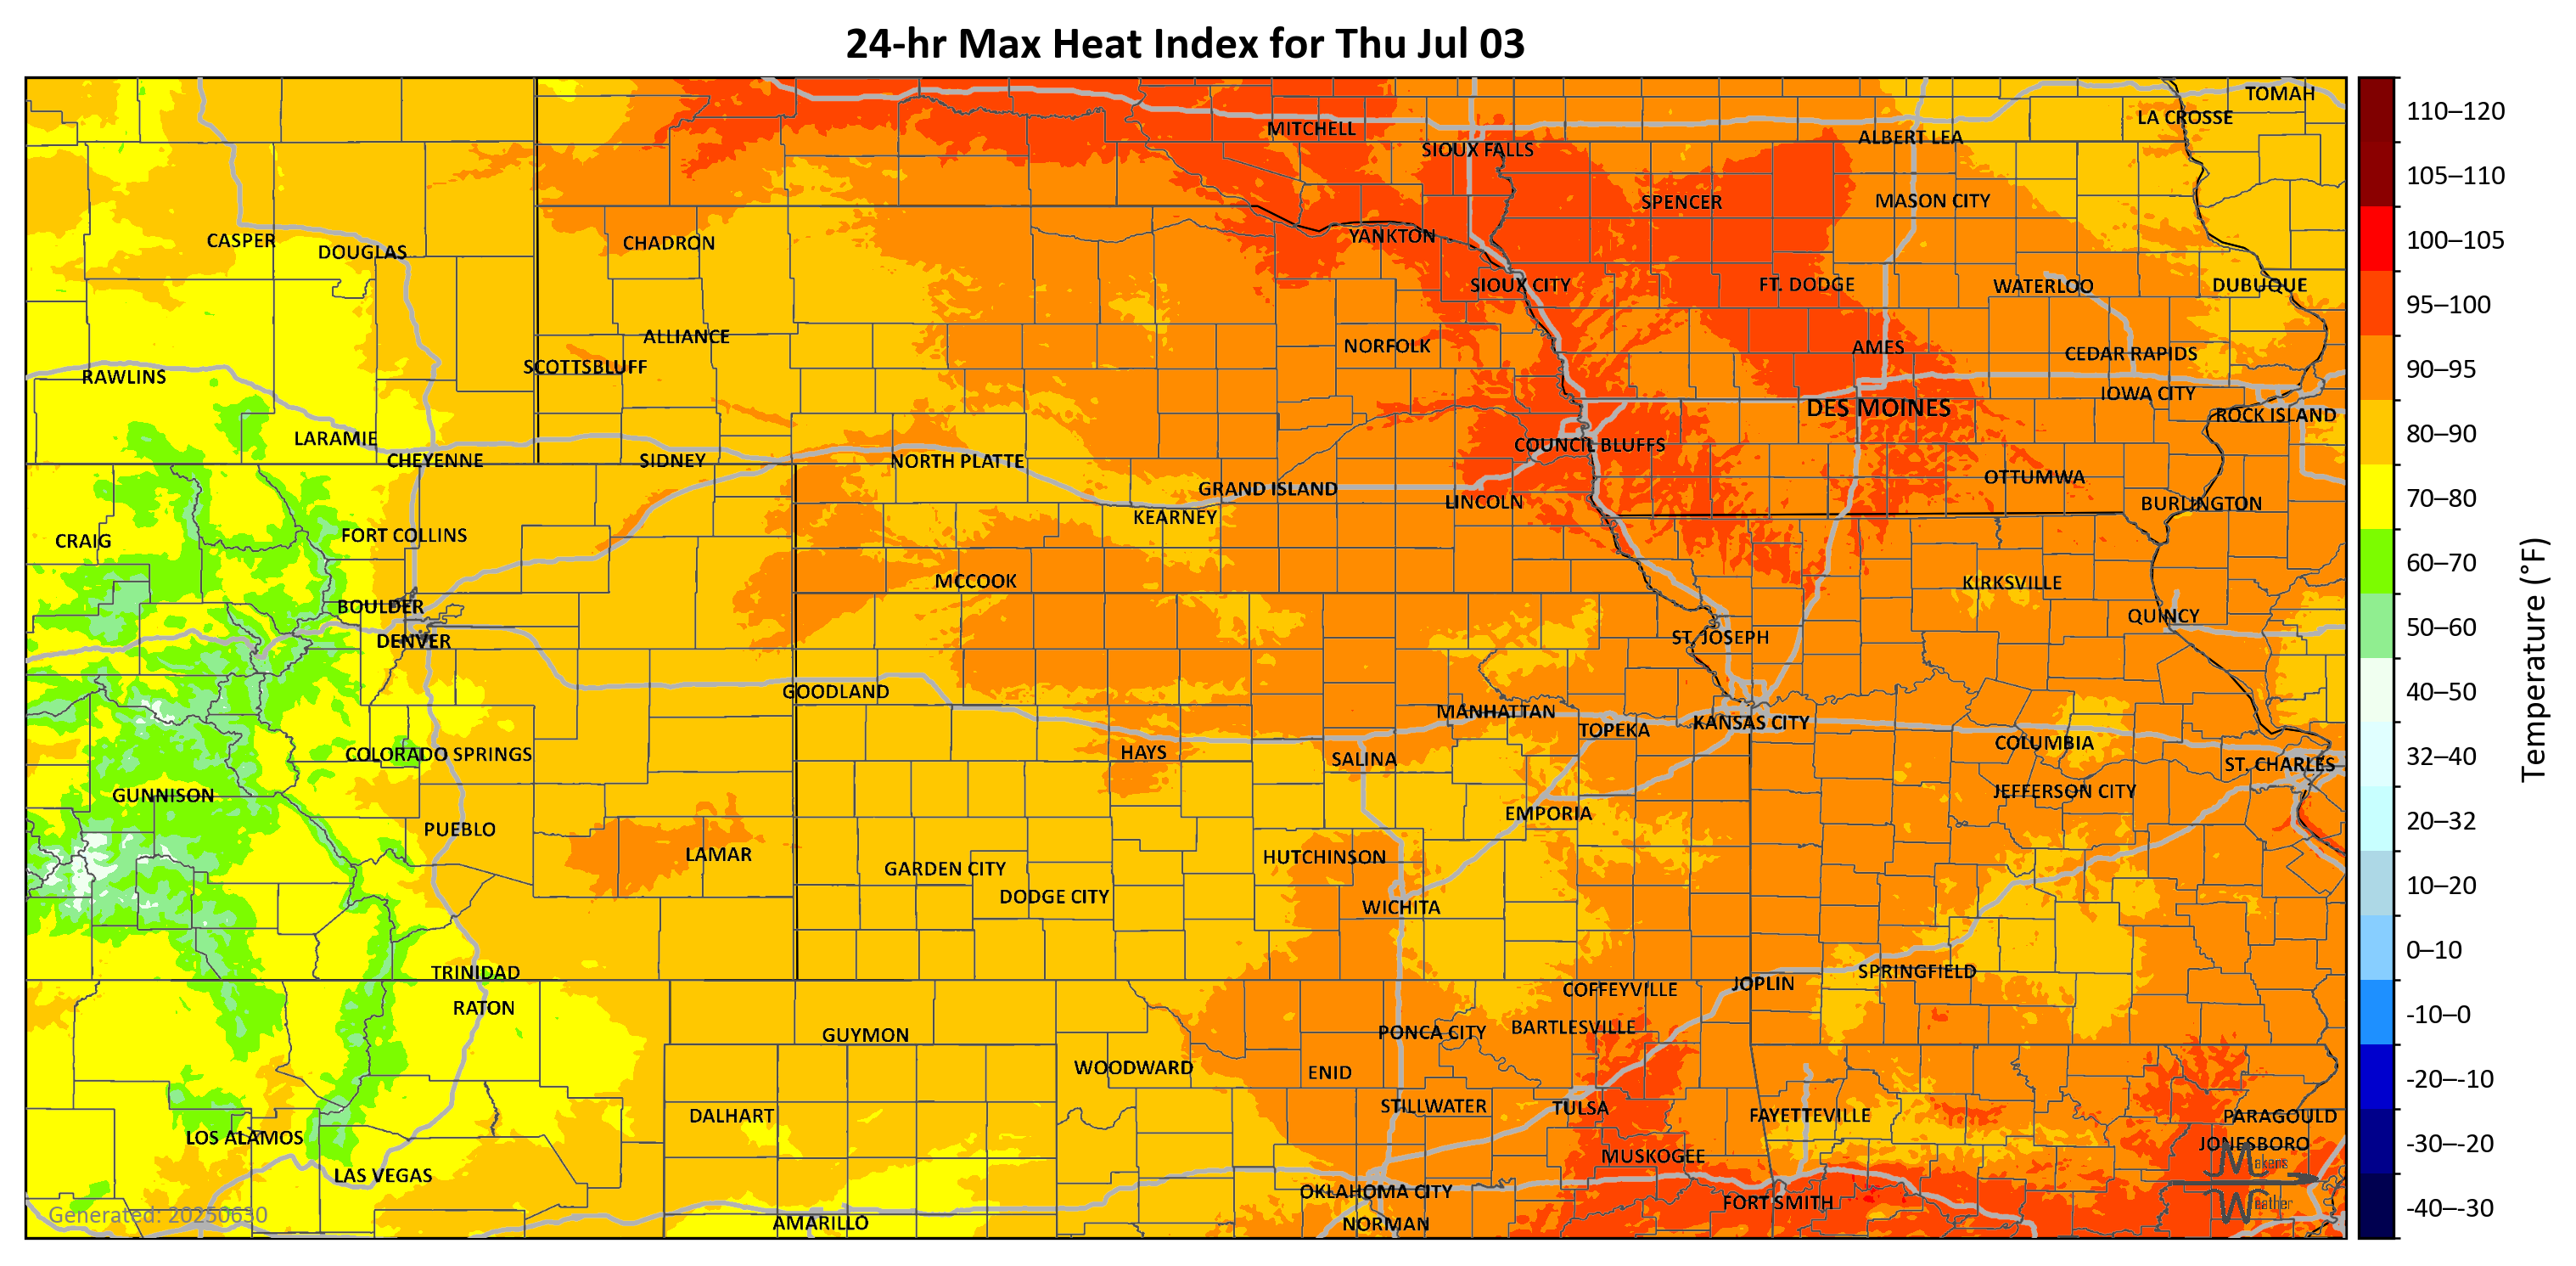 24-hr Max Heat Index for Thu Jul 03
TOMAH
LA CROSSE
MITCHELL
ALBERT LEA
SIOUX FALLS
SPENCER
MASON CITY
CASPER
DOUGLAS
CHADRON
YANKTON
SIOUX CITY
FT. DODGE
WATERLOO
DUBUQUE
ALLIANCE
NORFOLK
AMES
CEDAR RAPIDS
SCOTTSBLUFF
RAWLINS
IOWA CITY
DES MOINES
ROCK ISLAND
LARAMIE
COUNCIL BLUFFS
CHEYENNE
SIDNEY
NORTH PLATTE
OTTUMWA
GRAND ISLAND
LINCOLN
BURLINGTON
KEARNEY
FORT COLLINS
CRAIG
MCCOOK
KIRKSVILLE
BOULDER
QUINCY
DENVER
ST. JOSEPH
GOODLAND
MANHATTAN
KANSAS CITY
TOPEKA
COLUMBIA
COLORADO SPRINGS
HAYS
SALINA
ST. CHARLES
GUNNISON
JEFFERSON CITY
EMPORIA
PUEBLO
LAMAR
HUTCHINSON
GARDEN CITY
DODGE CITY
WICHITA
TRINIDAD
SPRINGFIELD
JOPLIN
COFFEYVILLE
RATON
BARTLESVILLE
GUYMON
PONCA CITY
WOODWARD
ENID
STILLWATER
TULSA
DALHART
FAYETTEVILLE
PARAGOULD
LOS ALAMOS
JONESBORO
MUSKOGEE
Makens
LAS VEGAS
OKLAHOMA CITY
FORT SMITH
Weather
Generated: 20250630
AMARILLO
NORMAN
110–120
105–110
100–105
95–100
90–95
80–90
70–80
60–70
50–60
40–50
32–40
20–32
10–20
0–10
-10–0
-20–-10
-30–-20
-40–-30
Temperature (°F)